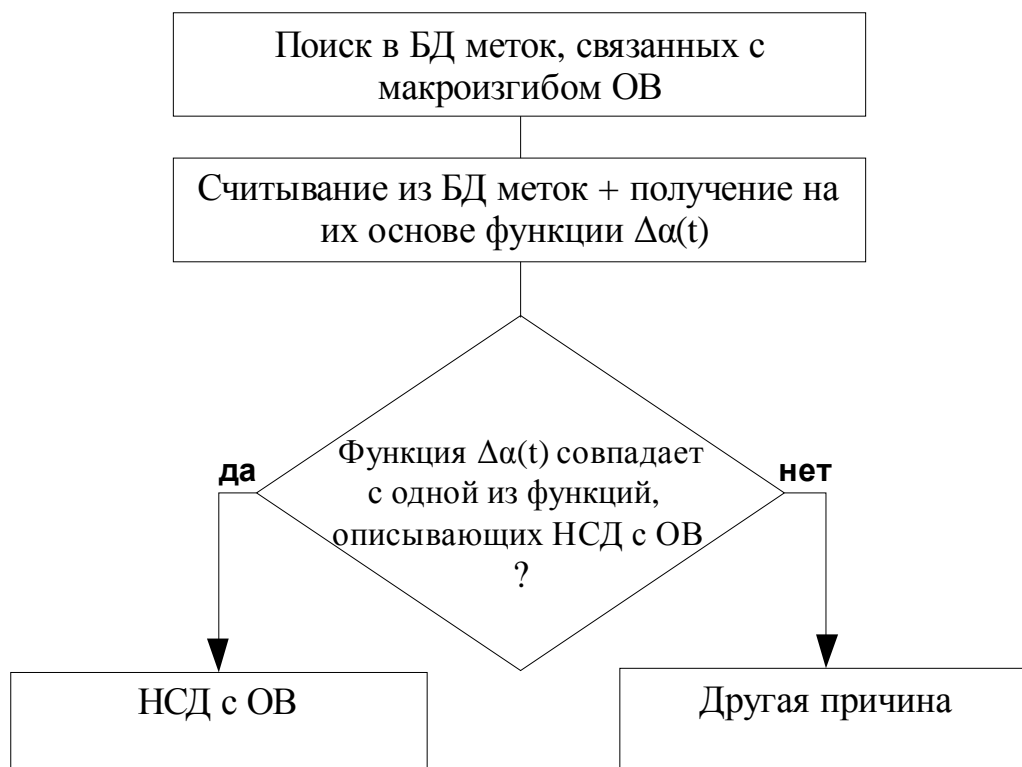 Поиск в БД меток, связанных с
макроизгибом ОВ
Считывание из БД меток + получение на
их основе функции Δα(t)
Функция Δα(t) совпадает
с одной из функций,
описывающих НСД с ОВ
?
да
нет
НСД с ОВ
Другая причина